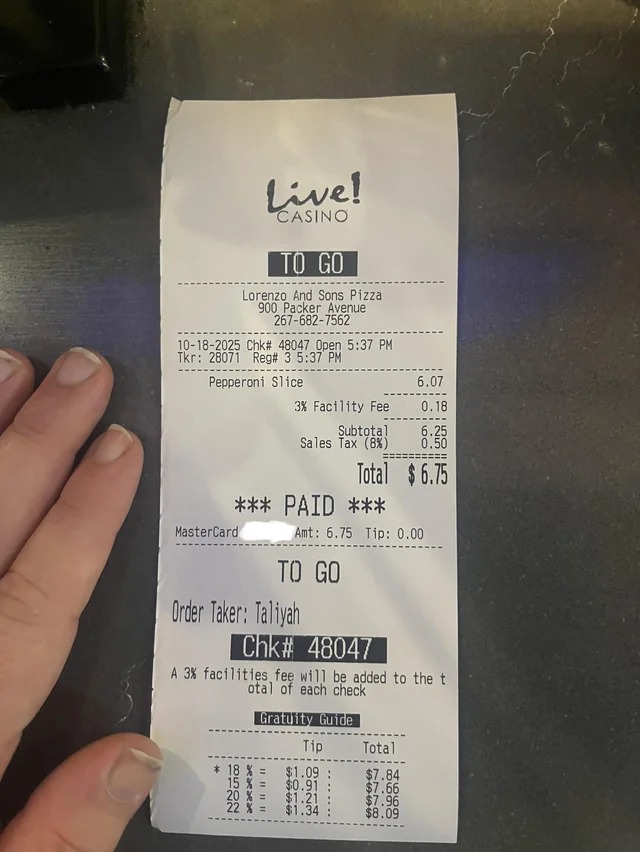 Live!
CASINO
TO GO
Lorenzo And Sons Pizza
900 Packer Avenue
267-682-7562
10-18-2025 Chk# 48047 Open 5:37 PM
Tkr: 28071 Reg# 3 5:37 PM
Pepperoni Slice 6.07
3% Facility Fee 0.18
Subtotal 6.25
Sales Tax (8%) 0.50
Total $ 6.75
*** PAID ***
MasterCard Amt: 6.75 Tip: 0.00
TO GO
Order Taker: Taliyah
Chk# 48047
A 3% facilities fee will be added to the t
otal of each check
Gratuity Guide
Tip Total
* 18 % = $1.09 : $7.84
15 % = $0.91 : $7.66
20 % = $1.21 : $7.96
22 % = $1.34 : $8.09